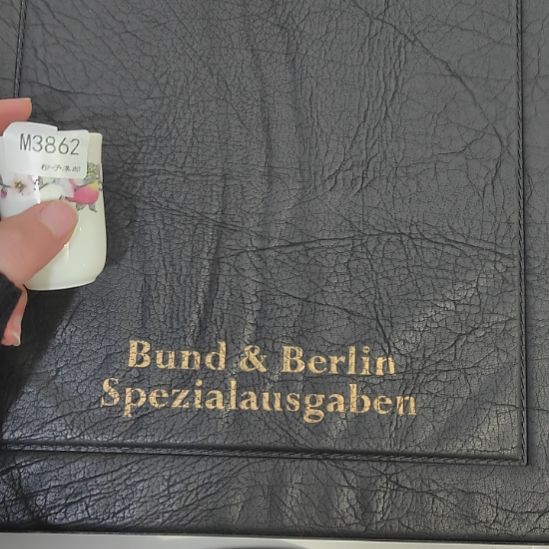 M3862
Bund & Berlin
Spezialausgaben